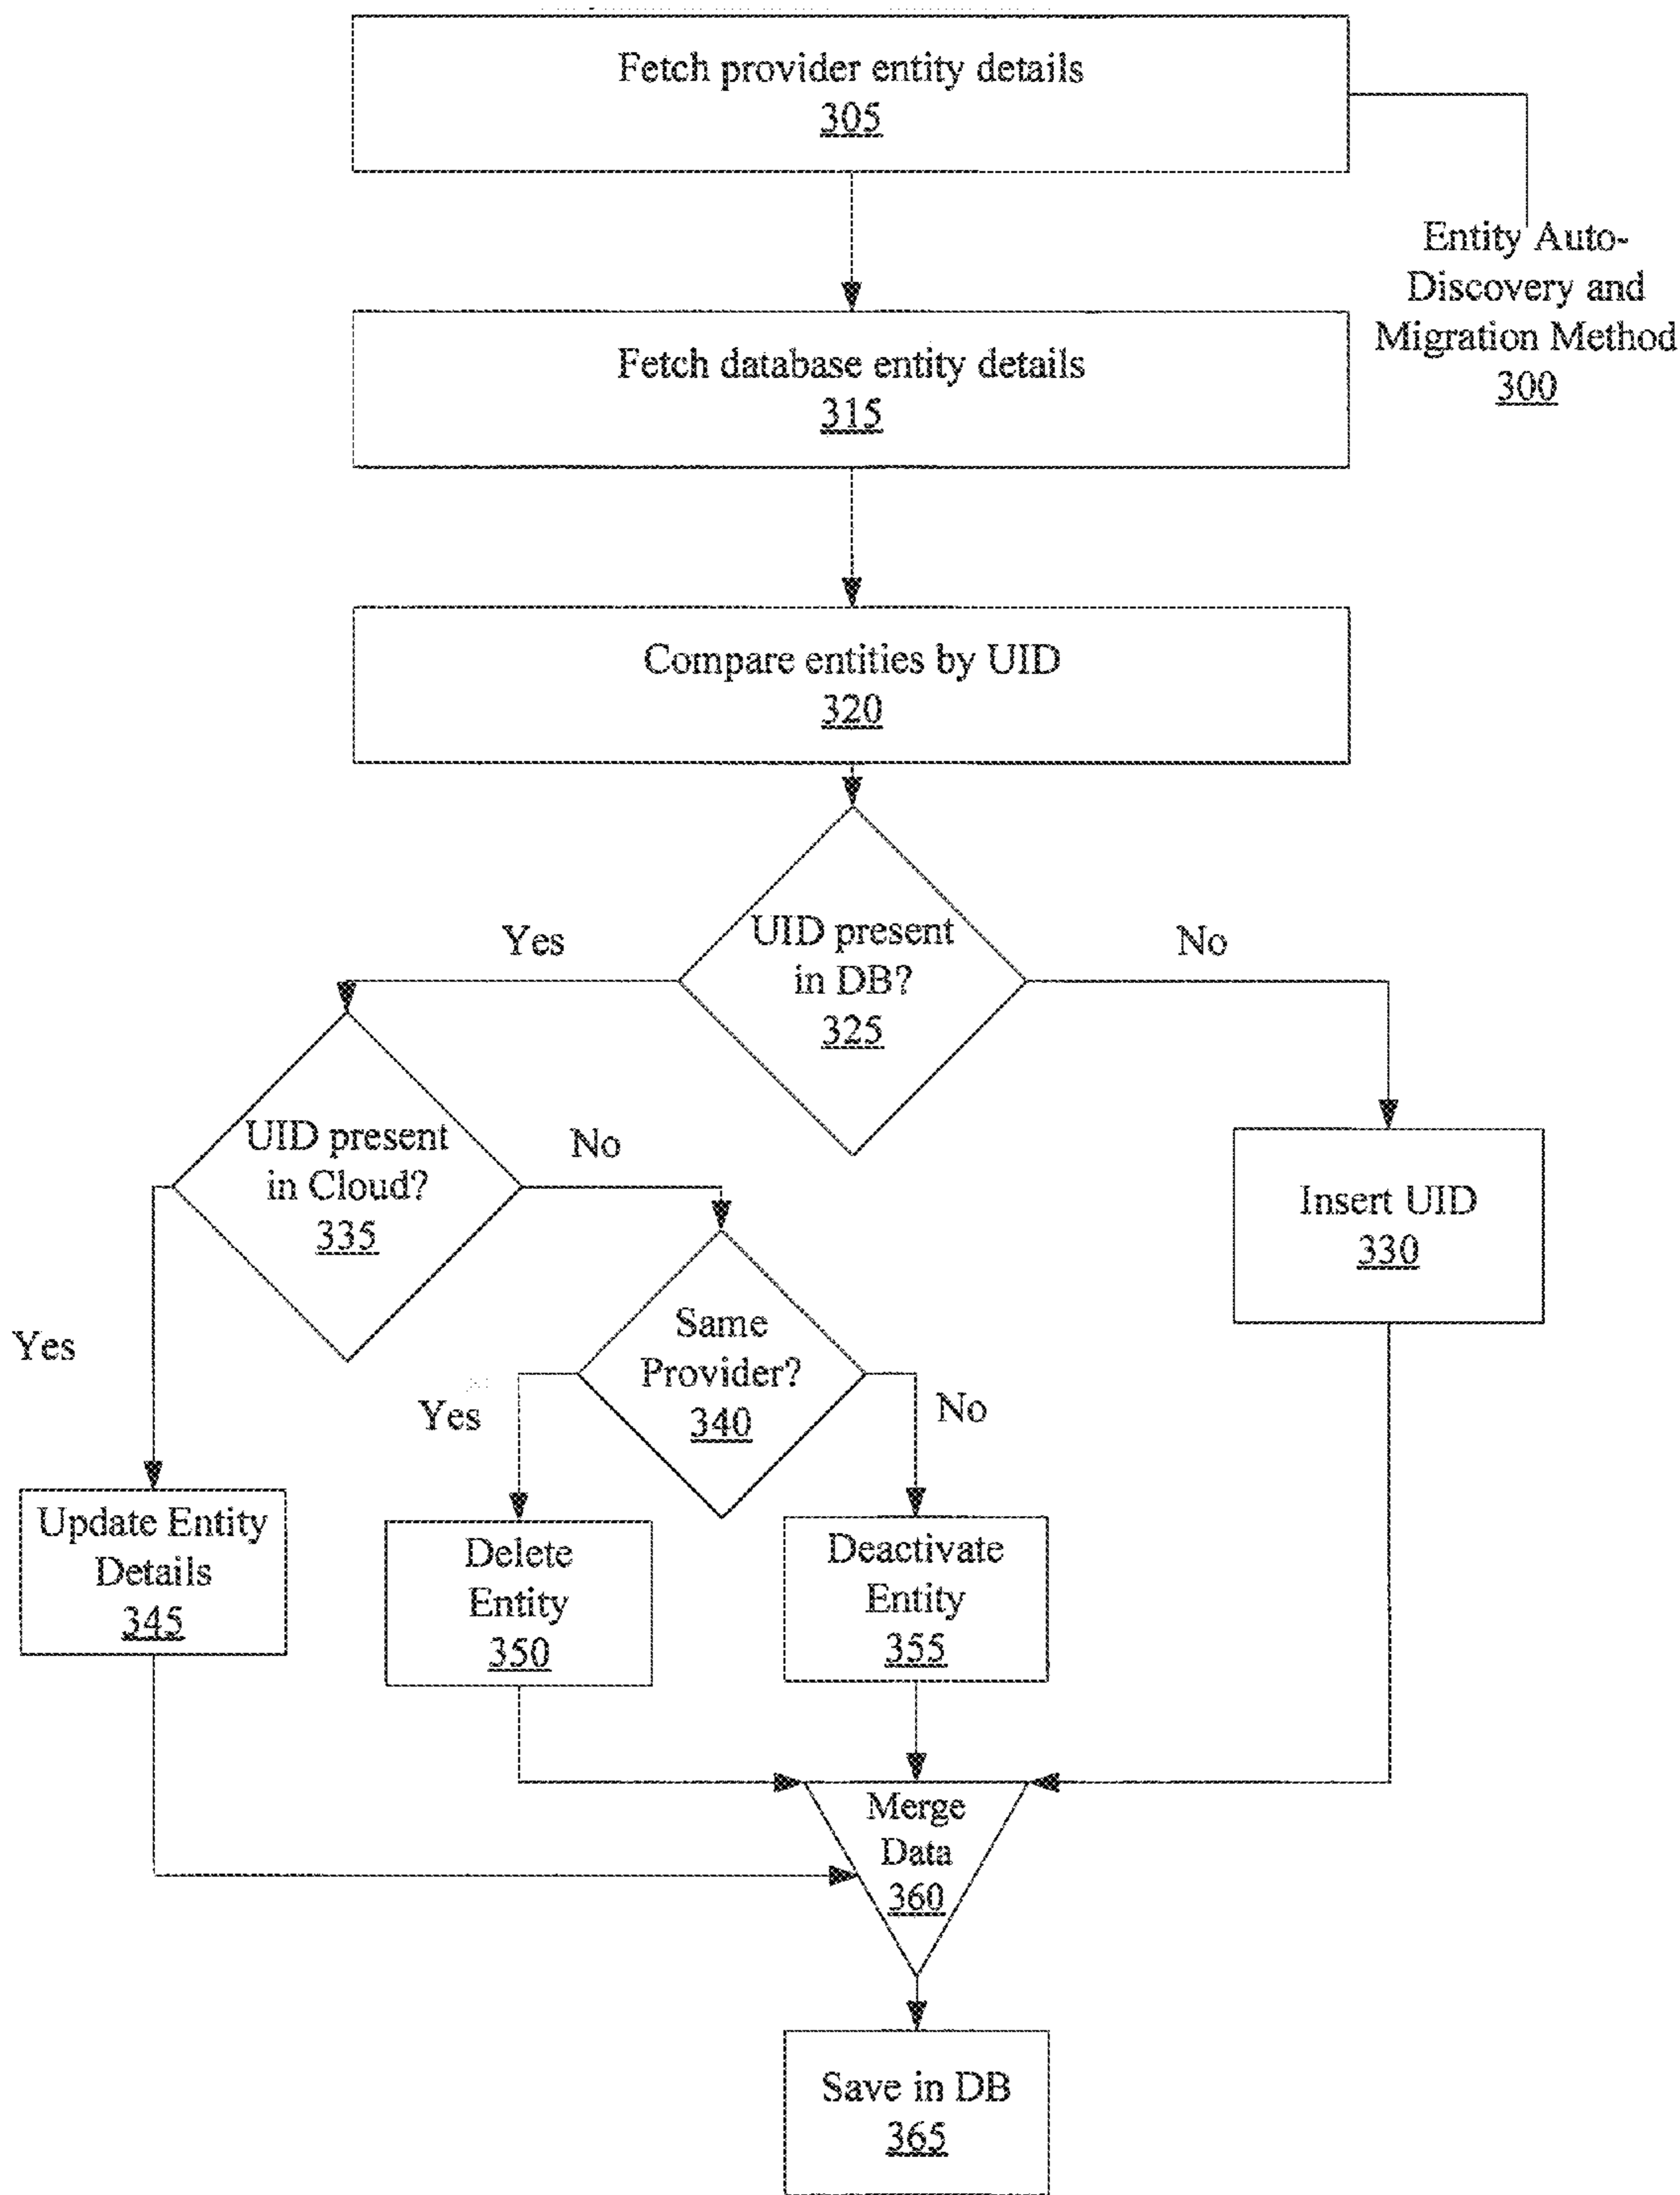 Fetch provider entity details
305
Entity Auto-
Discovery and
Migration Method
300
Fetch database entity details
315
Compare entities by UID
320
UID present
in DB?
325
Yes
No
UID present
in Cloud?
335
No
Yes
Insert UID
330
Same
Provider?
340
Yes
No
Update Entity
Details
345
Delete
Entity
350
Deactivate
Entity
355
Merge
Data
360
Save in DB
365